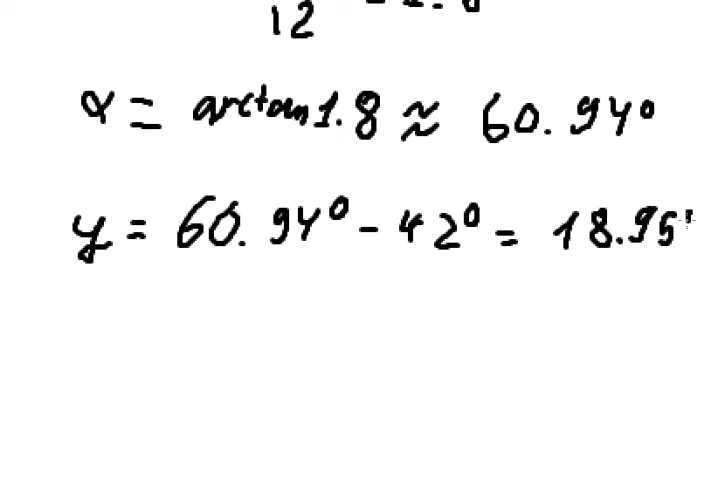 12
α = arctan 1.8 ≈ 60.94°
y = 60.94° - 42° = 18.95